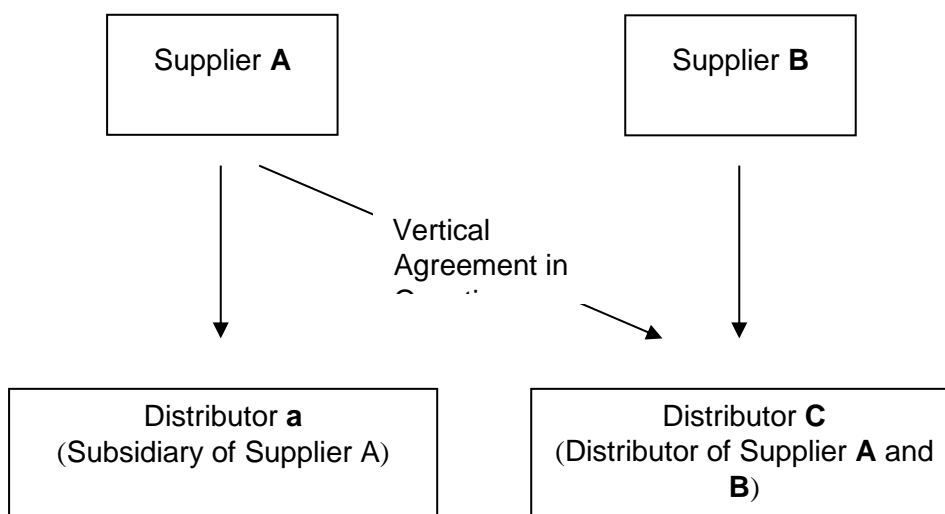 Supplier A
Supplier B
Vertical
Agreement in
Distributor a
(Subsidiary of Supplier A)
Distributor C
(Distributor of Supplier A and
B)